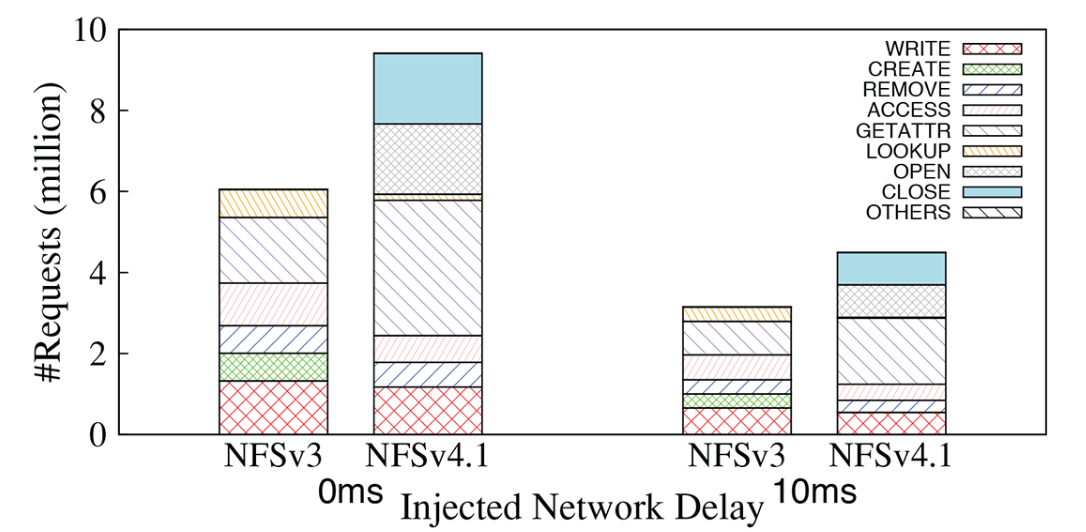 10
8
6
4
2
0
#Requests (million)
WRITE
CREATE
REMOVE
ACCESS
GETATTR
LOOKUP
OPEN
CLOSE
OTHERS
NFSv3 NFSv4.1 NFSv3 NFSv4.1
0ms 10ms
Injected Network Delay